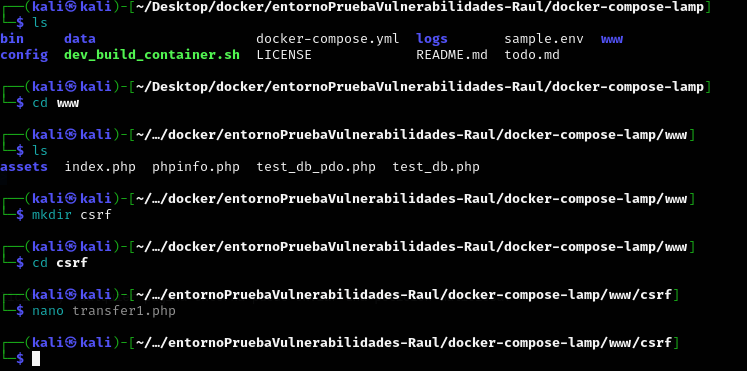 ┌──(kali㉿kali)-[~/Desktop/docker/entornoPruebaVulnerabilidades-Raul/docker-compose-lamp]
└─$ ls
bin data docker-compose.yml logs sample.env www
config dev_build_container.sh LICENSE README.md todo.md
┌──(kali㉿kali)-[~/Desktop/docker/entornoPruebaVulnerabilidades-Raul/docker-compose-lamp]
└─$ cd www
┌──(kali㉿kali)-[~/…/docker/entornoPruebaVulnerabilidades-Raul/docker-compose-lamp/www]
└─$ ls
assets index.php phpinfo.php test_db_pdo.php test_db.php
┌──(kali㉿kali)-[~/…/docker/entornoPruebaVulnerabilidades-Raul/docker-compose-lamp/www]
└─$ mkdir csrf
┌──(kali㉿kali)-[~/…/docker/entornoPruebaVulnerabilidades-Raul/docker-compose-lamp/www]
└─$ cd csrf
┌──(kali㉿kali)-[~/…/entornoPruebaVulnerabilidades-Raul/docker-compose-lamp/www/csrf]
└─$ nano transfer1.php
┌──(kali㉿kali)-[~/…/entornoPruebaVulnerabilidades-Raul/docker-compose-lamp/www/csrf]
└─$